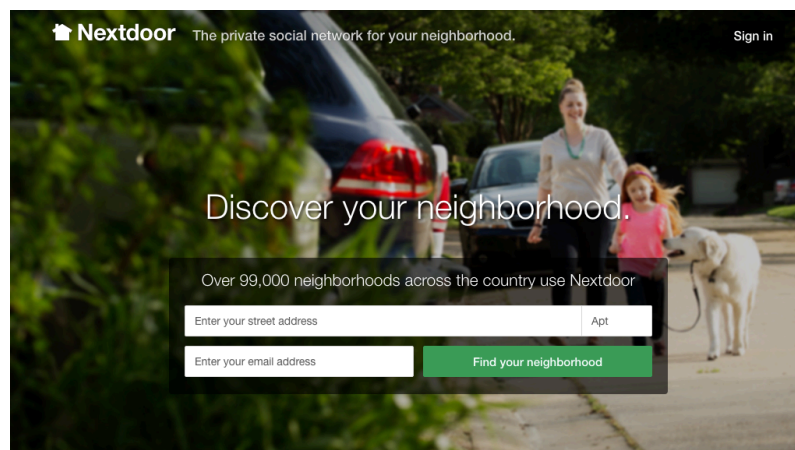 Nextdoor The private social network for your neighborhood. Sign in
Discover your neighborhood.
Over 99,000 neighborhoods across the country use Nextdoor
Enter your street address Apt
Enter your email address Find your neighborhood